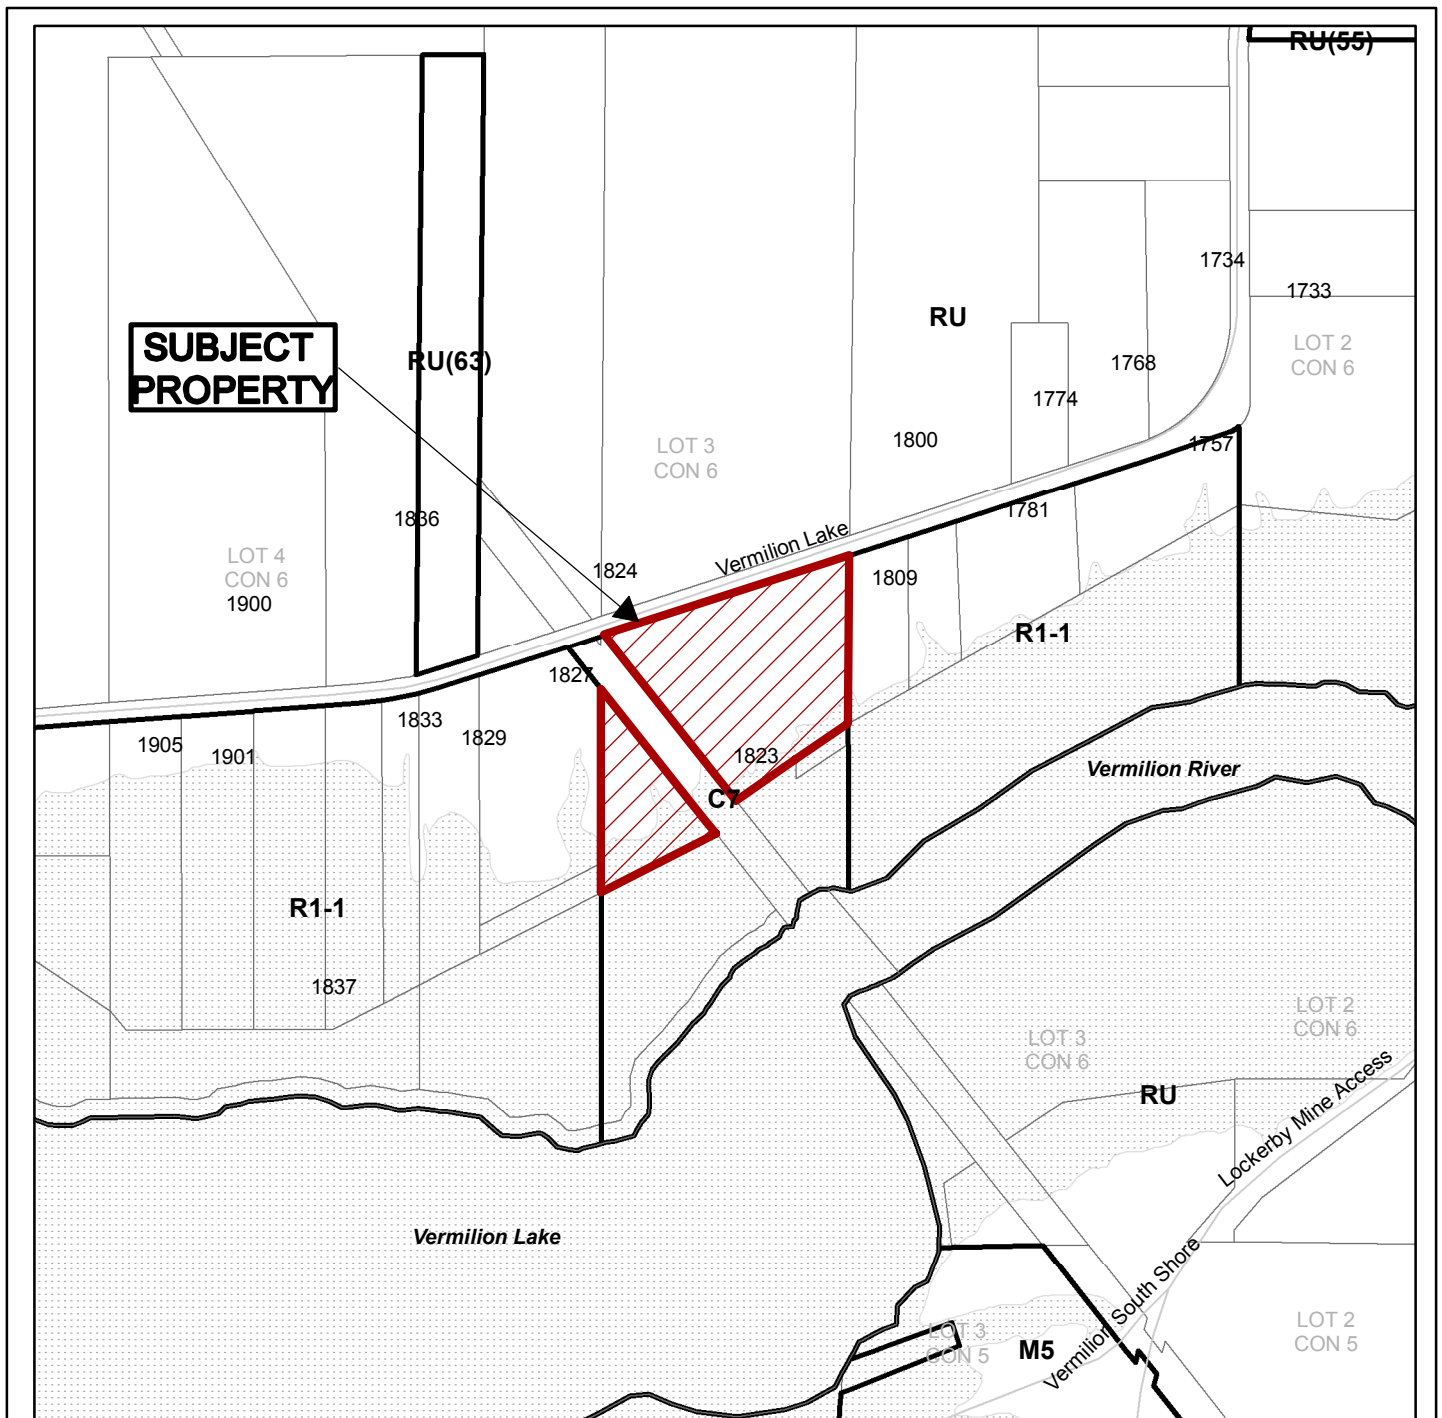 RU(55)
1734
1733
RU
SUBJECT
PROPERTY
RU(63)
LOT 2
CON 6
1768
1774
1800
1757
LOT 3
CON 6
1836
1781
Vermilion Lake
LOT 4
CON 6
1900
1824
1809
R1-1
1827
1833
1829
1905
1901
1823
C7
Vermilion River
R1-1
1837
LOT 3
CON 6
LOT 2
CON 6
RU
Lockerby Mine Access
Vermilion Lake
Vermilion South Shore
LOT 3
CON 5
M5
LOT 2
CON 5